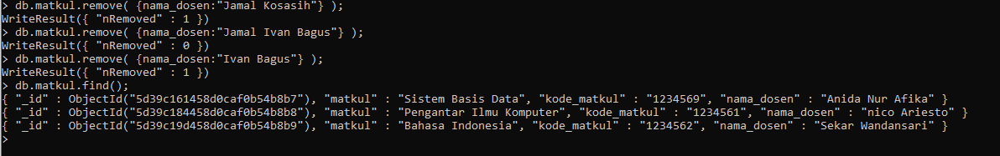 > db.matkul.remove( {nama_dosen:"Jamal Kosasih"} );
WriteResult({ "nRemoved" : 1 })
> db.matkul.remove( {nama_dosen:"Jamal Ivan Bagus"} );
WriteResult({ "nRemoved" : 0 })
> db.matkul.remove( {nama_dosen:"Ivan Bagus"} );
WriteResult({ "nRemoved" : 1 })
> db.matkul.find();
{ "_id" : ObjectId("5d39c161458d0caf0b54b8b7"), "matkul" : "Sistem Basis Data", "kode_matkul" : "1234569", "nama_dosen" : "Anida Nur Afika" }
{ "_id" : ObjectId("5d39c184458d0caf0b54b8b8"), "matkul" : "Pengantar Ilmu Komputer", "kode_matkul" : "1234561", "nama_dosen" : "nico Ariesto" }
{ "_id" : ObjectId("5d39c19d458d0caf0b54b8b9"), "matkul" : "Bahasa Indonesia", "kode_matkul" : "1234562", "nama_dosen" : "Sekar Wandansari" }
>